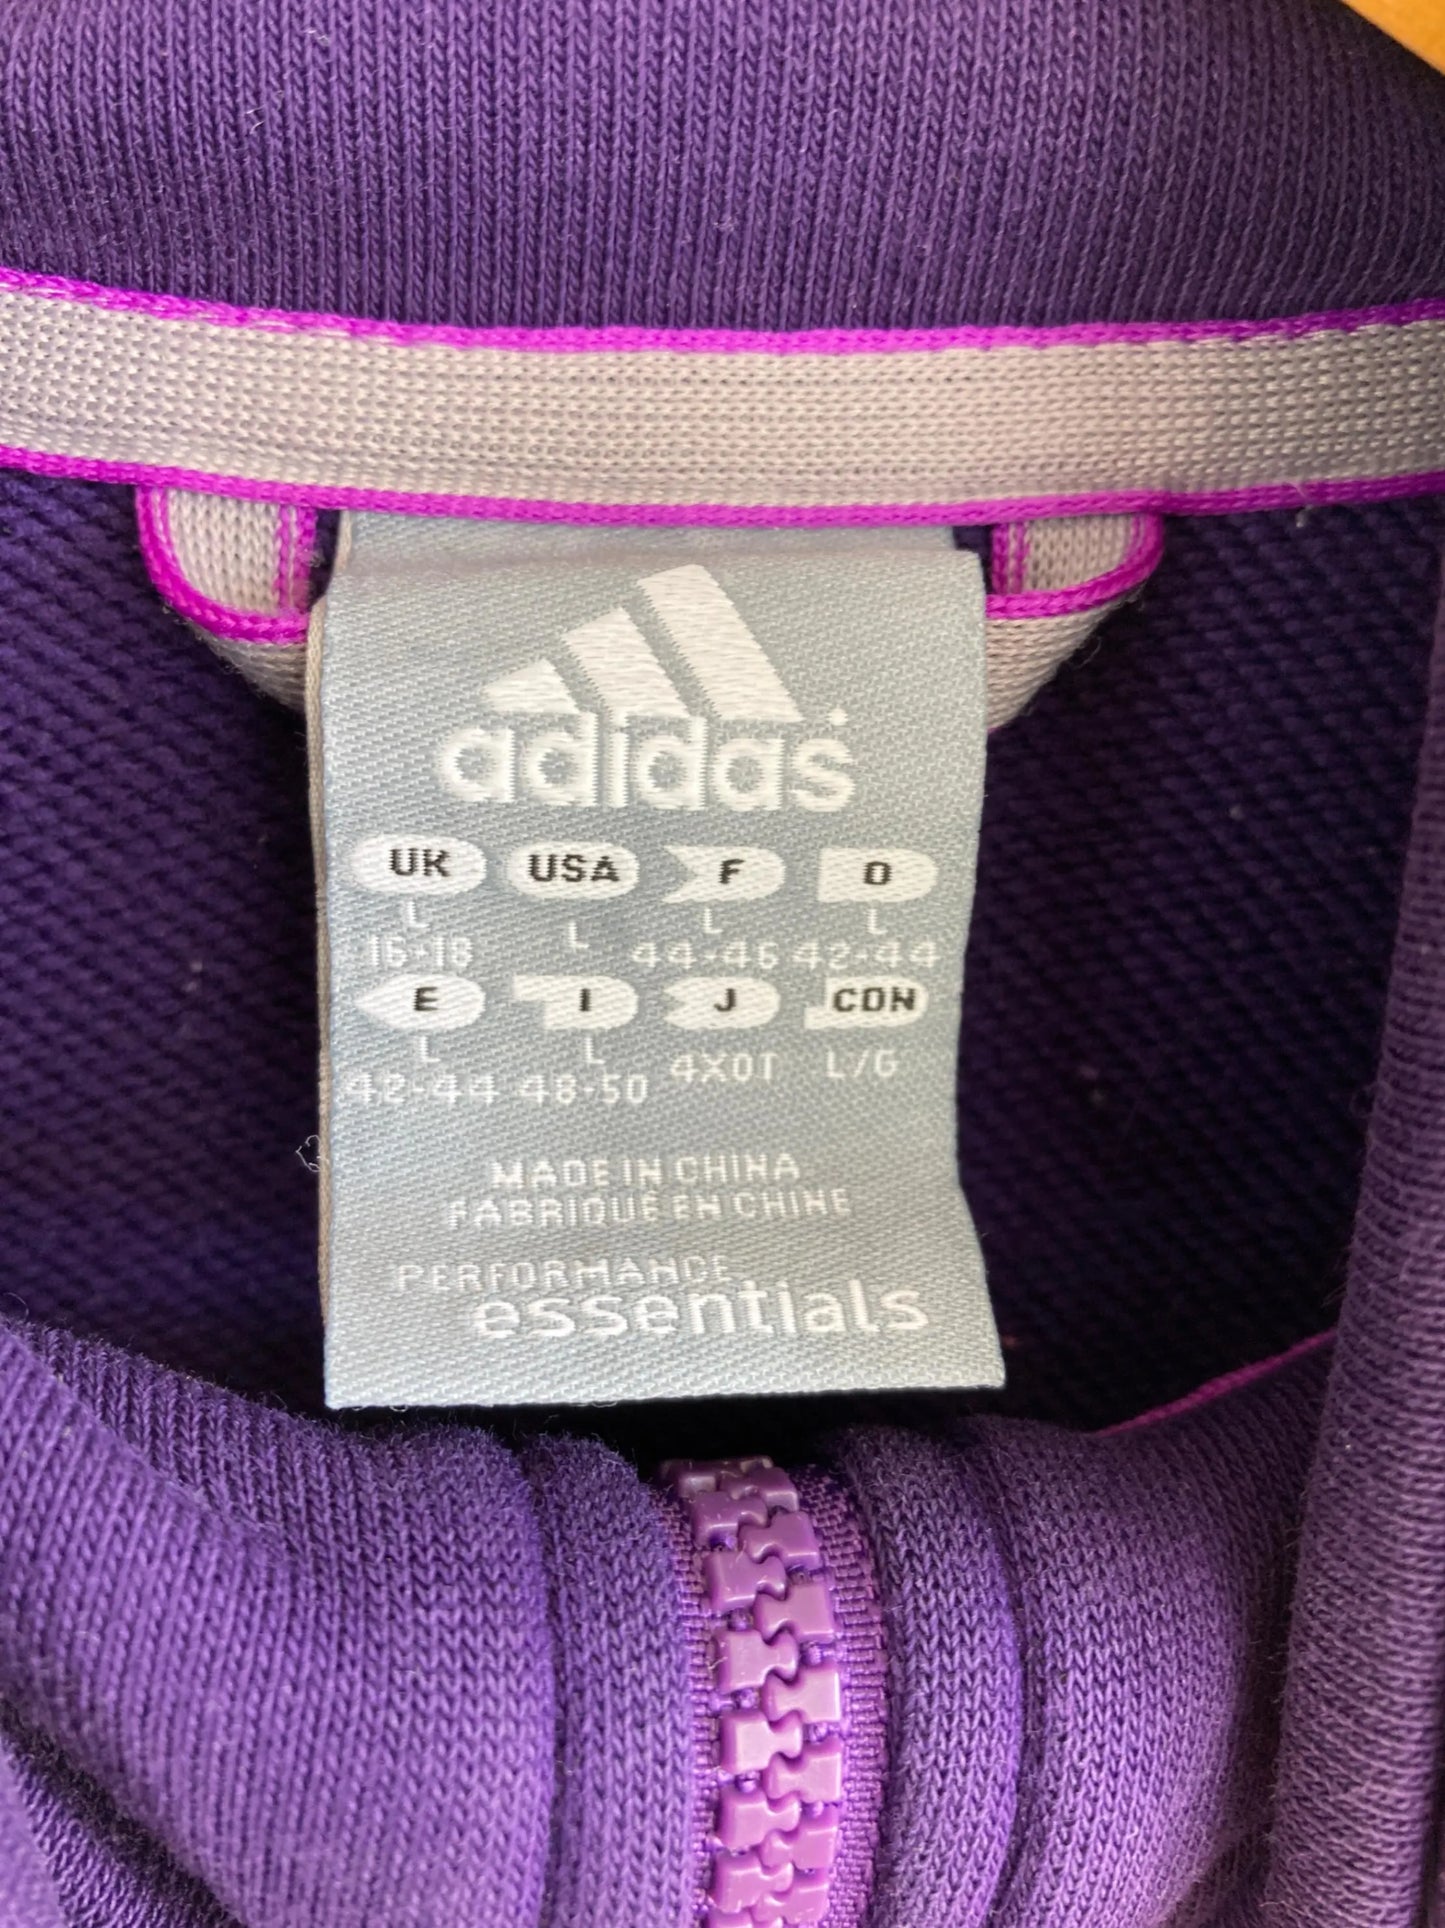 adidas
UK USA F D
L L L L
16-18 44-46 42-44
E I J CDN
L L 4XOT L/G
42-44 48-50
MADE IN CHINA
FABRIQUÉ EN CHINE
PERFORMANCE
essentials